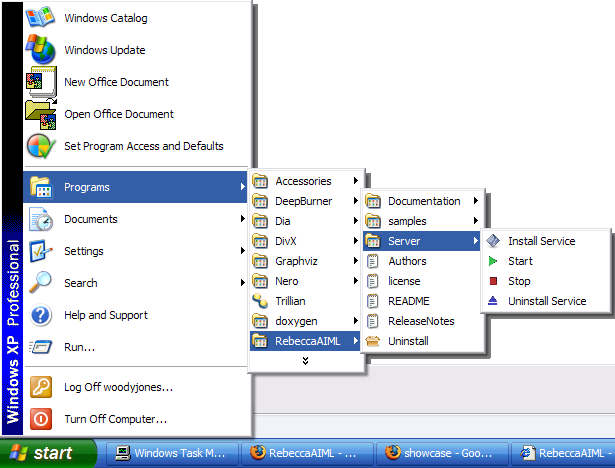 Windows Catalog
Windows Update
New Office Document
Open Office Document
Set Program Access and Defaults
Programs
Documents
Settings
Search
Help and Support
Run...
Log Off woodyjones...
Turn Off Computer...
Windows XP Professional
Accessories
DeepBurner
Dia
DivX
Graphviz
Nero
Trillian
doxygen
RebeccaAIML
Documentation
samples
Server
Authors
license
README
ReleaseNotes
Uninstall
Install Service
Start
Stop
Uninstall Service
start
Windows Task M...
RebeccaAIML - ...
showcase - Goo...
RebeccaAIML - ...